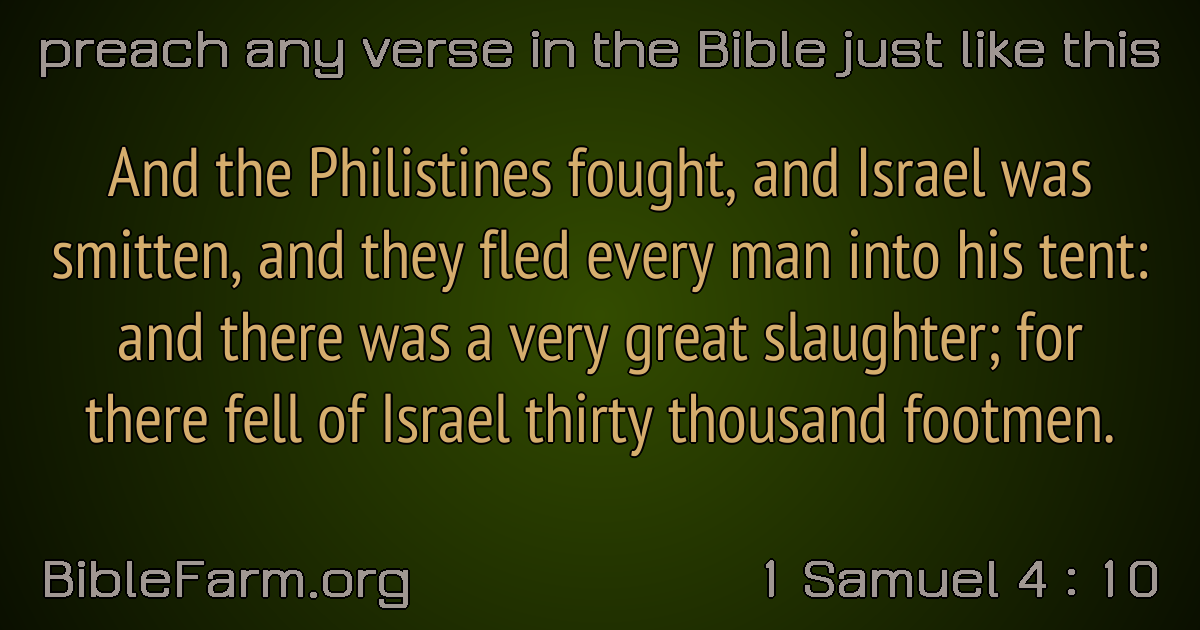 preach any verse in the Bible just like this
And the Philistines fought, and Israel was
smitten, and they fled every man into his tent:
and there was a very great slaughter; for
there fell of Israel thirty thousand footmen.
BibleFarm.org
1 Samuel 4 : 10